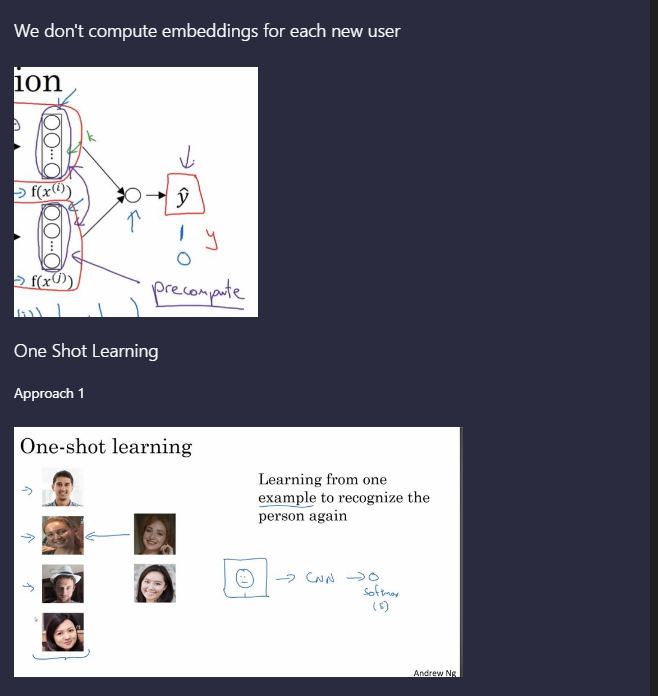 We don't compute embeddings for each new user
ion
k
→ f(x⁽ⁱ⁾)
ŷ
1 y
0
→ f(x⁽ʲ⁾)
precompute
One Shot Learning
Approach 1
One-shot learning
Learning from one
example to recognize the
person again
→ CNN → O
softmax
(5)
Andrew Ng